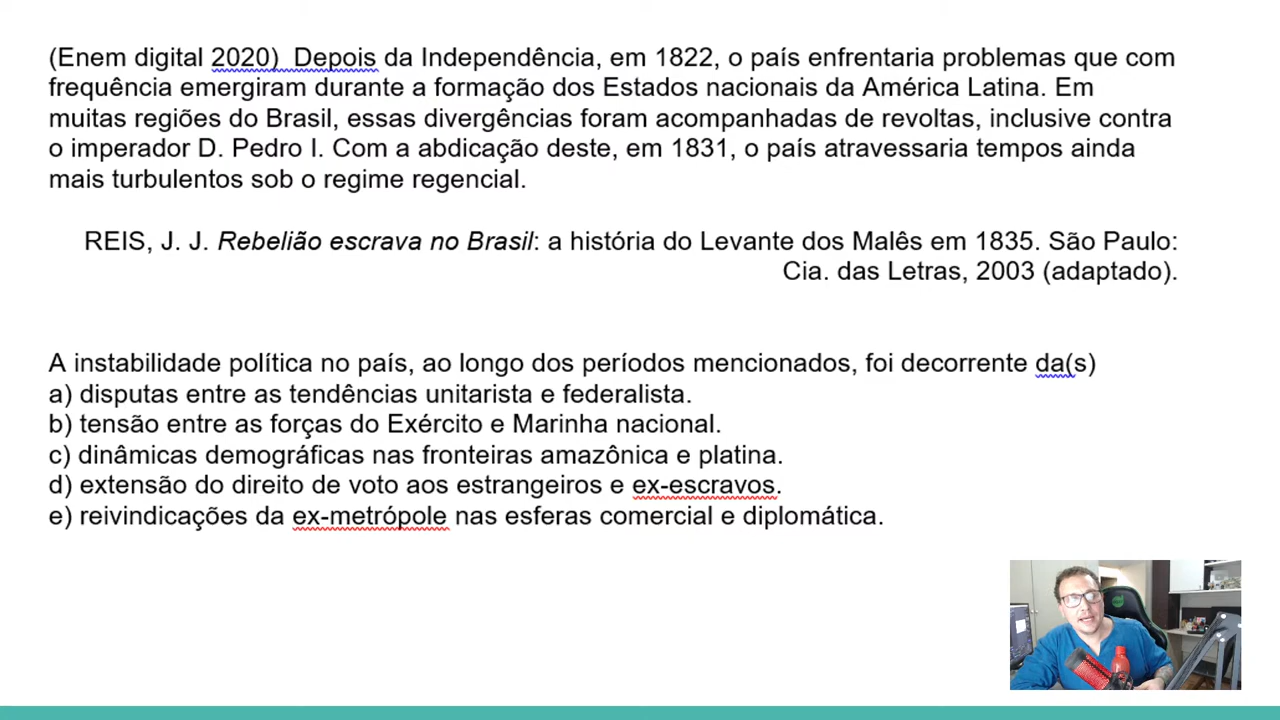 (Enem digital 2020)  Depois da Independência, em 1822, o país enfrentaria problemas que com
frequência emergiram durante a formação dos Estados nacionais da América Latina. Em
muitas regiões do Brasil, essas divergências foram acompanhadas de revoltas, inclusive contra
o imperador D. Pedro I. Com a abdicação deste, em 1831, o país atravessaria tempos ainda
mais turbulentos sob o regime regencial.
REIS, J. J. Rebelião escrava no Brasil: a história do Levante dos Malês em 1835. São Paulo:
Cia. das Letras, 2003 (adaptado).
A instabilidade política no país, ao longo dos períodos mencionados, foi decorrente da(s)
a) disputas entre as tendências unitarista e federalista.
b) tensão entre as forças do Exército e Marinha nacional.
c) dinâmicas demográficas nas fronteiras amazônica e platina.
d) extensão do direito de voto aos estrangeiros e ex-escravos.
e) reivindicações da ex-metrópole nas esferas comercial e diplomática.